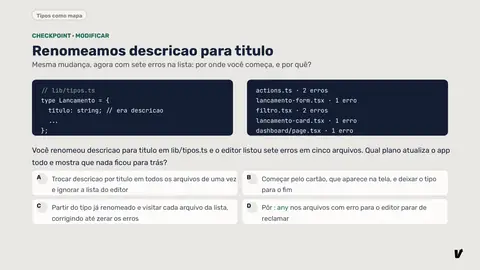 Tipos como mapa
CHECKPOINT · MODIFICAR
Renomeamos descricao para titulo
Mesma mudança, agora com sete erros na lista: por onde você começa, e por quê?
// lib/tipos.ts
type Lancamento = {
titulo: string; // era descricao
...
};
actions.ts · 2 erros
lancamento-form.tsx · 1 erro
filtro.tsx · 2 erros
lancamento-card.tsx · 1 erro
dashboard/page.tsx · 1 erro
Você renomeou descricao para titulo em lib/tipos.ts e o editor listou sete erros em cinco arquivos. Qual plano atualiza o app
todo e mostra que nada ficou para trás?
A Trocar descricao por titulo em todos os arquivos de uma vez
e ignorar a lista do editor
B Começar pelo cartão, que aparece na tela, e deixar o tipo
para o fim
C Partir do tipo já renomeado e visitar cada arquivo da lista,
corrigindo até zerar os erros
D Pôr : any nos arquivos com erro para o editor parar de
reclamar